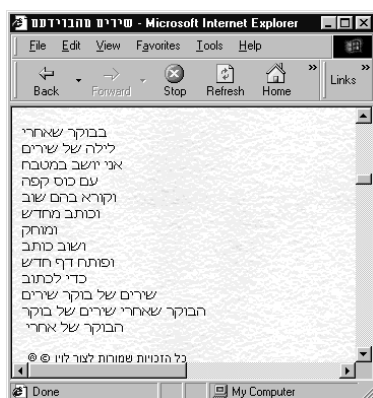 שירים מהבוידעם - Microsoft Internet Explorer
File Edit View Favorites Tools Help
Back Forward Stop Refresh Home » Links »
בבוקר שאחרי
לילה של שירים
אני יושב במטבח
עם כוס קפה
וקורא בהם שוב
וכותב מחדש
ומוחק
ושוב כותב
ופותח דף חדש
כדי לכתוב
שירים של בוקר שירים
הבוקר שאחרי שירים של בוקר
הבוקר של אחרי
כל הזכויות שמורות לצור לוין © @
Done My Computer